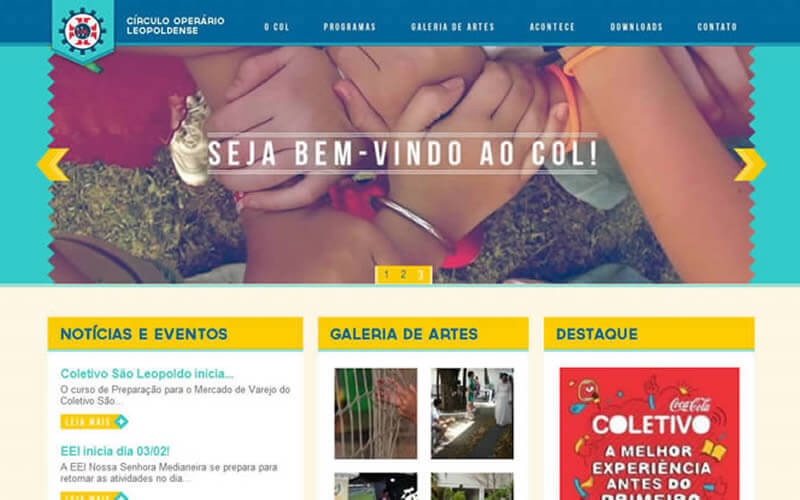 CÍRCULO OPERÁRIO
LEOPOLDENSE
O COL PROGRAMAS GALERIA DE ARTES ACONTECE DOWNLOADS CONTATO
SEJA BEM-VINDO AO COL!
1 2 3
NOTÍCIAS E EVENTOS
Coletivo São Leopoldo inicia...
O curso de Preparação para o Mercado de Varejo do
Coletivo São...
LEIA MAIS
EEI inicia dia 03/02!
A EEI Nossa Senhora Medianeira se prepara para
retomar as atividades no dia...
LEIA MAIS
GALERIA DE ARTES
DESTAQUE
Coca-Cola
COLETIVO
A MELHOR
EXPERIÊNCIA
ANTES DO
PRIMEIRO